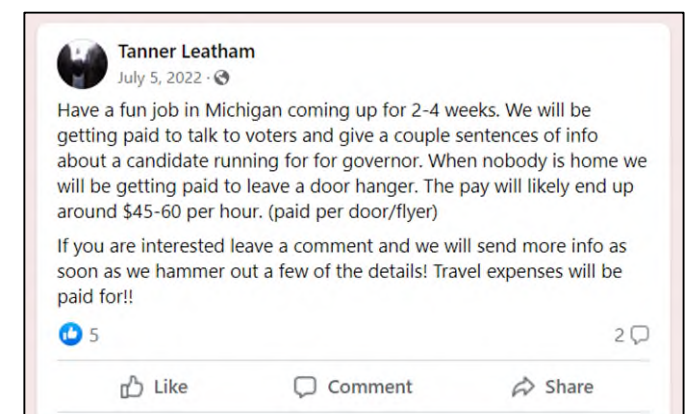 Tanner Leatham
July 5, 2022 ·
Have a fun job in Michigan coming up for 2-4 weeks. We will be
getting paid to talk to voters and give a couple sentences of info
about a candidate running for for governor. When nobody is home we
will be getting paid to leave a door hanger. The pay will likely end up
around $45-60 per hour. (paid per door/flyer)
If you are interested leave a comment and we will send more info as
soon as we hammer out a few of the details! Travel expenses will be
paid for!!
5 2
Like Comment Share